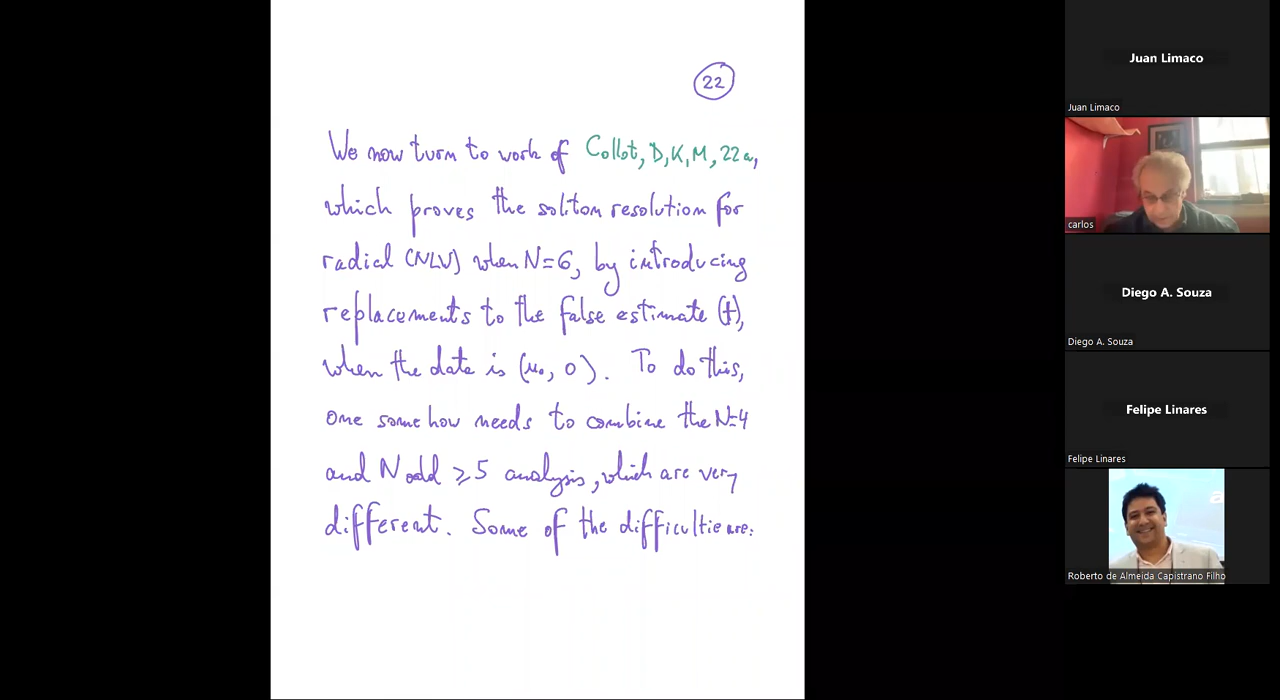 22
We now turn to work of Collot, D, K, M, 22a,
which proves the soliton resolution for
radial (NLW) when N=6, by introducing
replacements to the false estimate (†),
when the data is (u₀, 0). To do this,
one somehow needs to combine the N=4
and N odd ≥5 analysis, which are very
different. Some of the difficultie are:
Juan Limaco
Juan Limaco
carlos
Diego A. Souza
Diego A. Souza
Felipe Linares
Felipe Linares
Roberto de Almeida Capistrano Filho